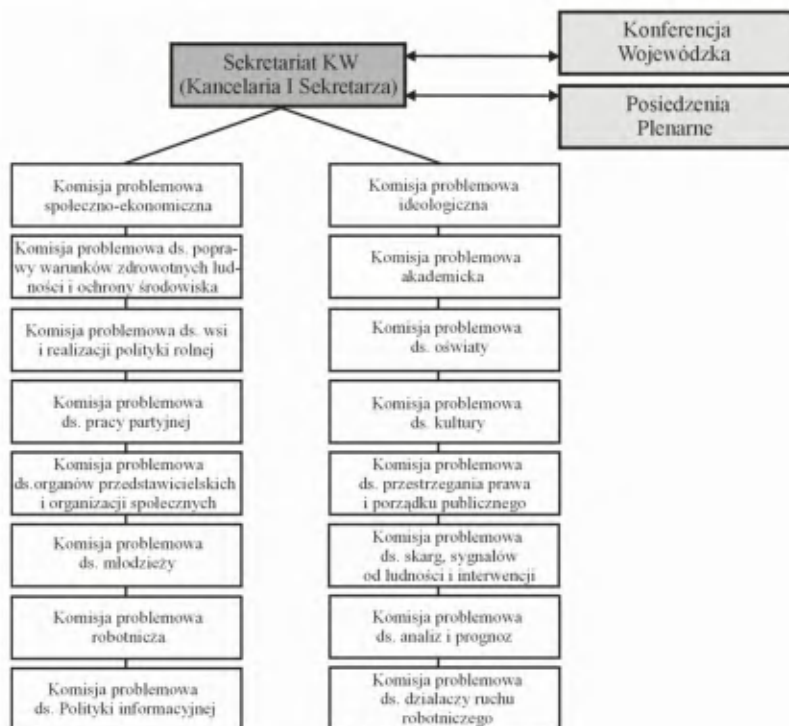 Sekretariat KW
(Kancelaria I Sekretarza)
Konferencja
Wojewódzka
Posiedzenia
Plenarne
Komisja problemowa
społeczno-ekonomiczna
Komisja problemowa ds. popra-
wy warunków zdrowotnych lud-
ności i ochrony środowiska
Komisja problemowa ds. wsi
i realizacji polityki rolnej
Komisja problemowa
ds. pracy partyjnej
Komisja problemowa
ds.organów przedstawicielskich
i organizacji społecznych
Komisja problemowa
ds. młodzieży
Komisja problemowa
robotnicza
Komisja problemowa
ds. Polityki informacyjnej
Komisja problemowa
ideologiczna
Komisja problemowa
akademicka
Komisja problemowa
ds. oświaty
Komisja problemowa
ds. kultury
Komisja problemowa
ds. przestrzegania prawa
i porządku publicznego
Komisja problemowa
ds. skarg, sygnałów
od ludności i interwencji
Komisja problemowa
ds. analiz i prognoz
Komisja problemowa
ds. działaczy ruchu
robotniczego